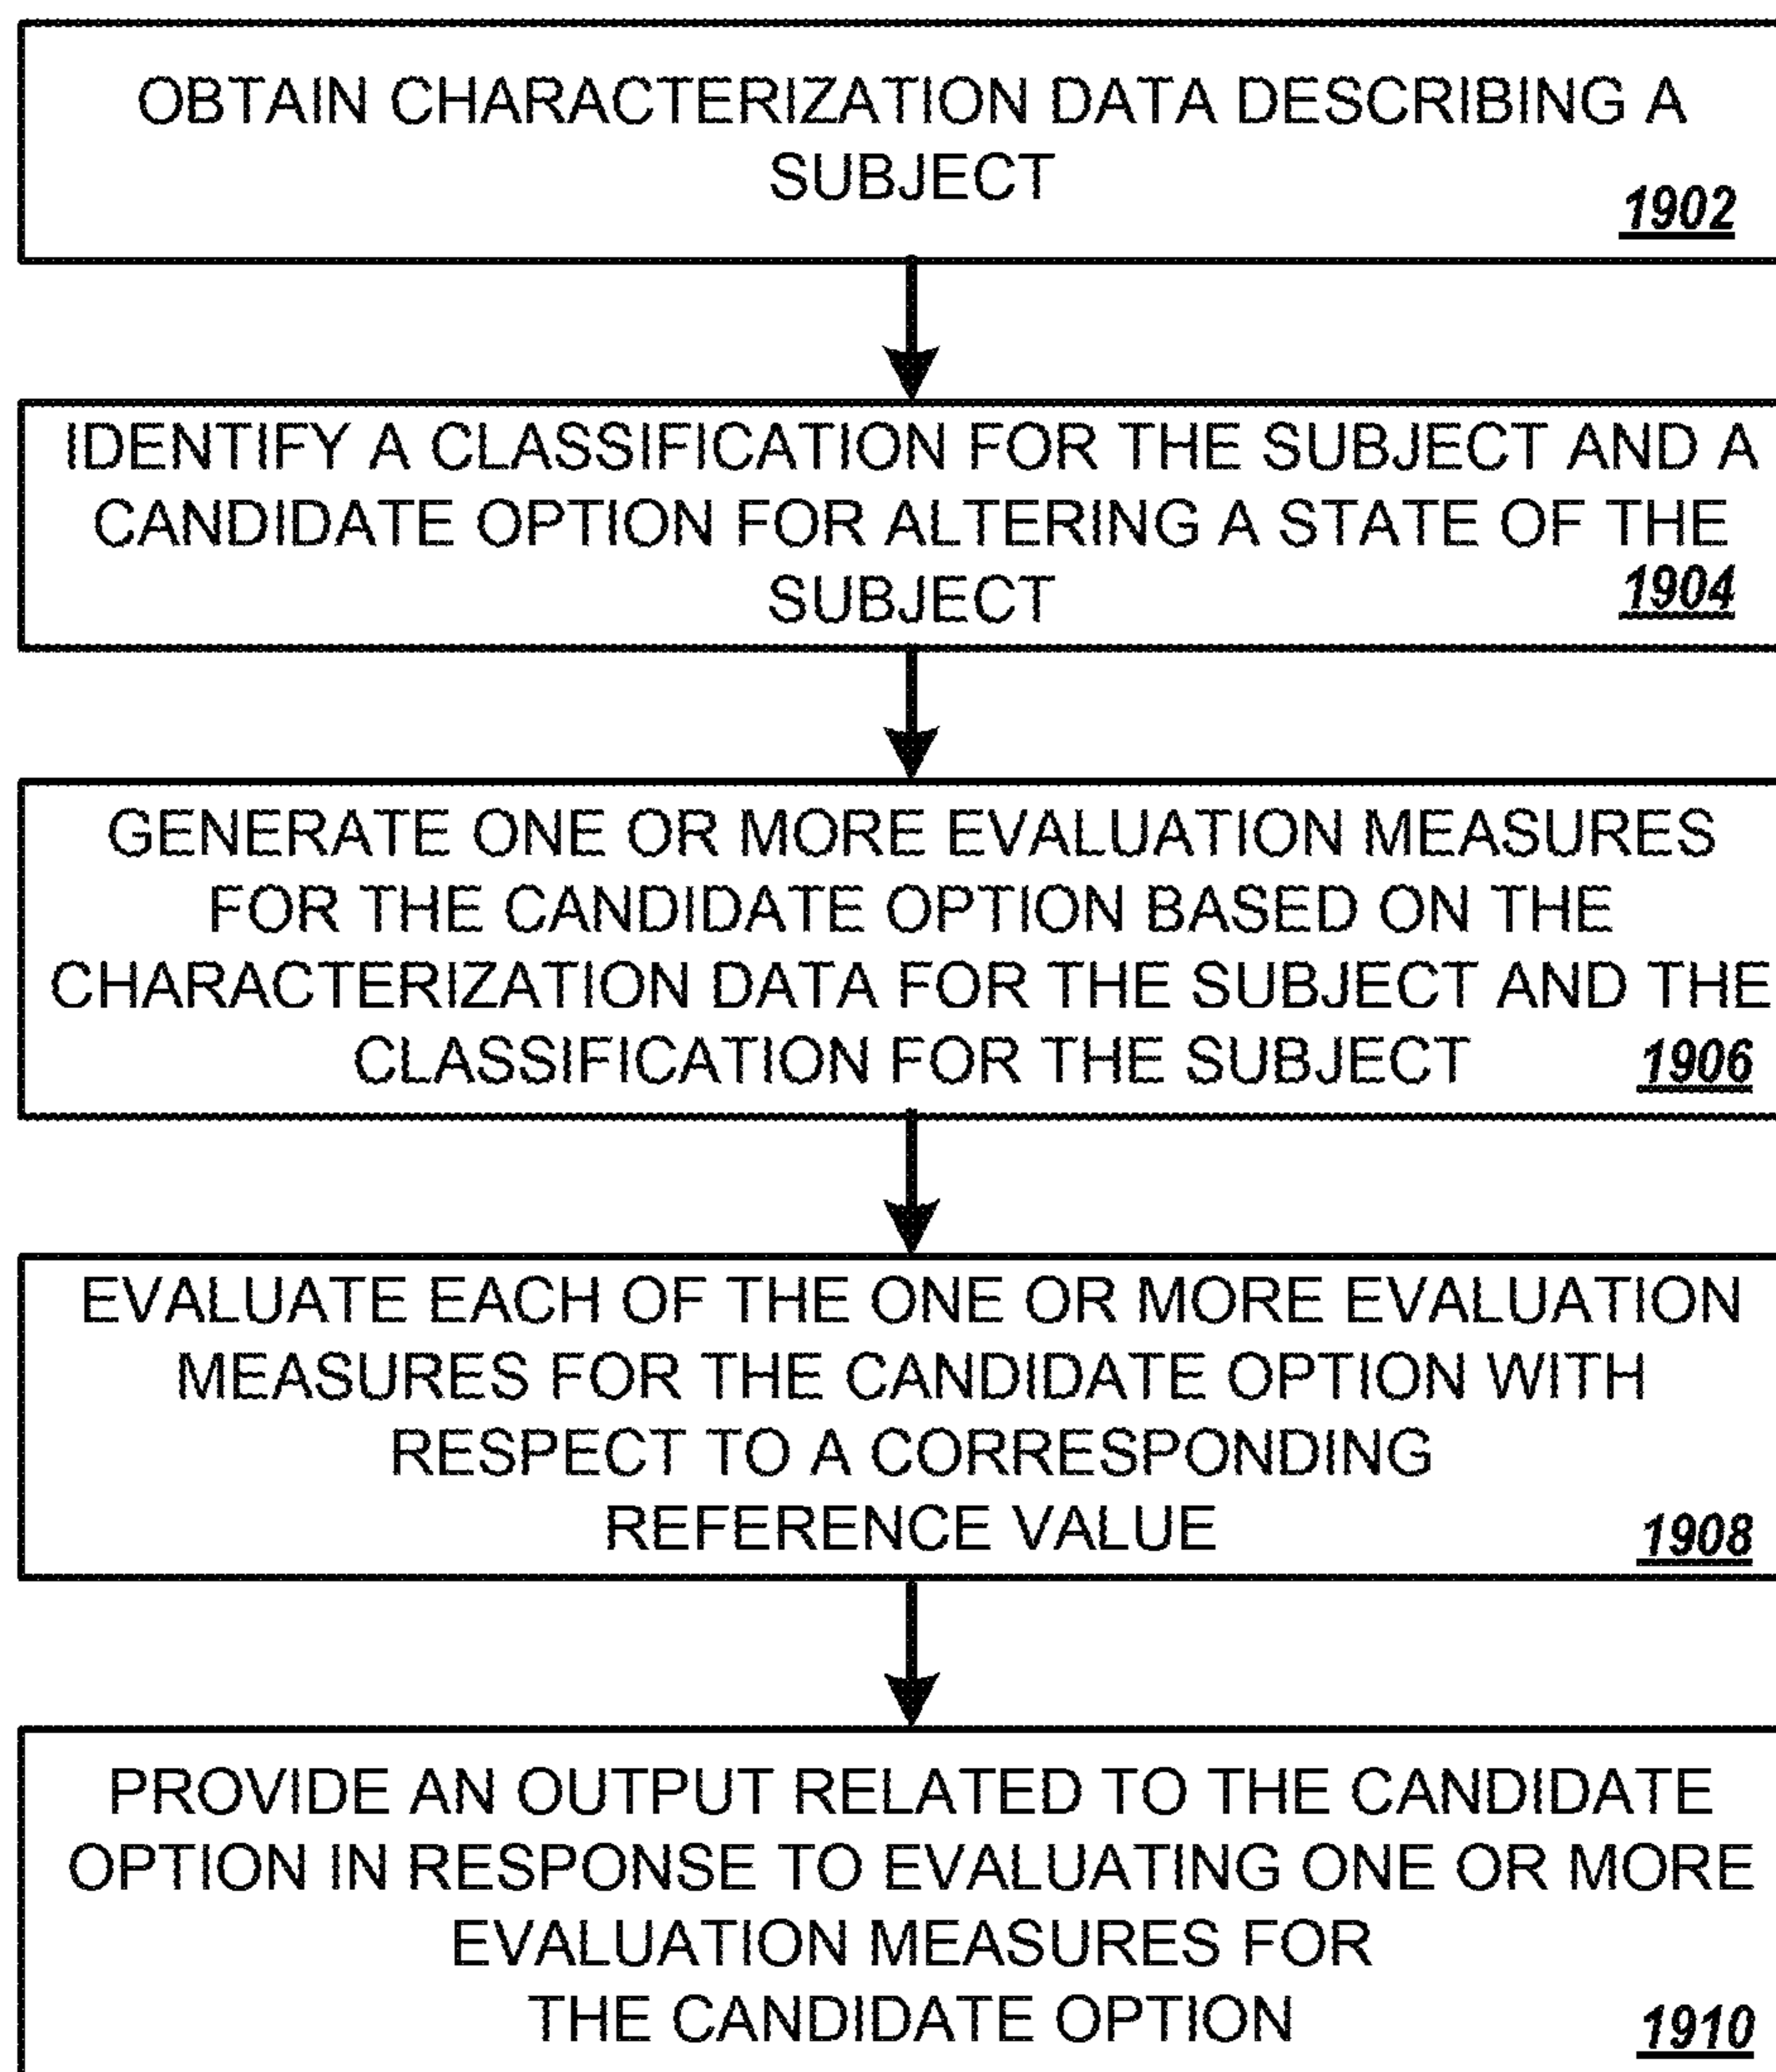 OBTAIN CHARACTERIZATION DATA DESCRIBING A
SUBJECT
1902
IDENTIFY A CLASSIFICATION FOR THE SUBJECT AND A
CANDIDATE OPTION FOR ALTERING A STATE OF THE
SUBJECT
1904
GENERATE ONE OR MORE EVALUATION MEASURES
FOR THE CANDIDATE OPTION BASED ON THE
CHARACTERIZATION DATA FOR THE SUBJECT AND THE
CLASSIFICATION FOR THE SUBJECT 1906
EVALUATE EACH OF THE ONE OR MORE EVALUATION
MEASURES FOR THE CANDIDATE OPTION WITH
RESPECT TO A CORRESPONDING
REFERENCE VALUE 1908
PROVIDE AN OUTPUT RELATED TO THE CANDIDATE
OPTION IN RESPONSE TO EVALUATING ONE OR MORE
EVALUATION MEASURES FOR
THE CANDIDATE OPTION 1910